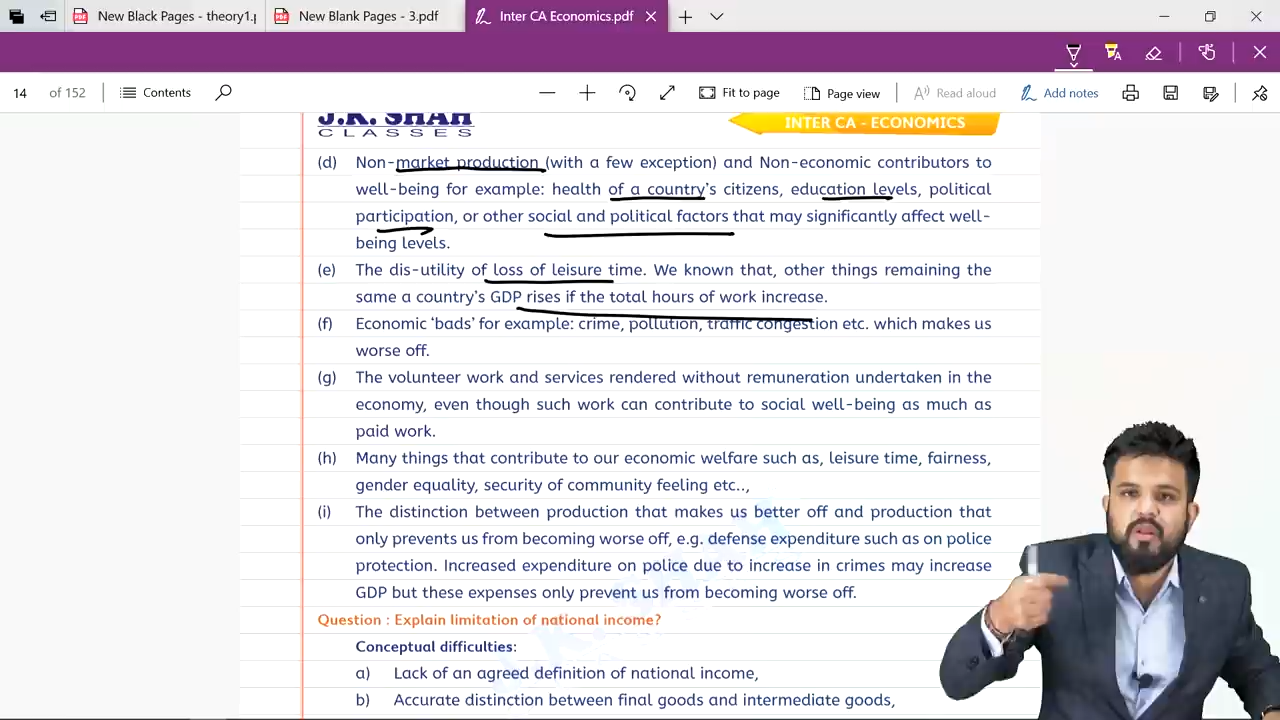 New Black Pages - theory1.p
New Blank Pages - 3.pdf
Inter CA Economics.pdf
14 of 152
Contents
Fit to page
Page view
Read aloud
Add notes
J.K. SHAH
CLASSES
INTER CA - ECONOMICS
(d) Non-market production (with a few exception) and Non-economic contributors to
well-being for example: health of a country's citizens, education levels, political
participation, or other social and political factors that may significantly affect well-
being levels.
(e) The dis-utility of loss of leisure time. We known that, other things remaining the
same a country's GDP rises if the total hours of work increase.
(f) Economic 'bads' for example: crime, pollution, traffic congestion etc. which makes us
worse off.
(g) The volunteer work and services rendered without remuneration undertaken in the
economy, even though such work can contribute to social well-being as much as
paid work.
(h) Many things that contribute to our economic welfare such as, leisure time, fairness,
gender equality, security of community feeling etc..,
(i) The distinction between production that makes us better off and production that
only prevents us from becoming worse off, e.g. defense expenditure such as on police
protection. Increased expenditure on police due to increase in crimes may increase
GDP but these expenses only prevent us from becoming worse off.
Question : Explain limitation of national income?
Conceptual difficulties:
a) Lack of an agreed definition of national income,
b) Accurate distinction between final goods and intermediate goods,